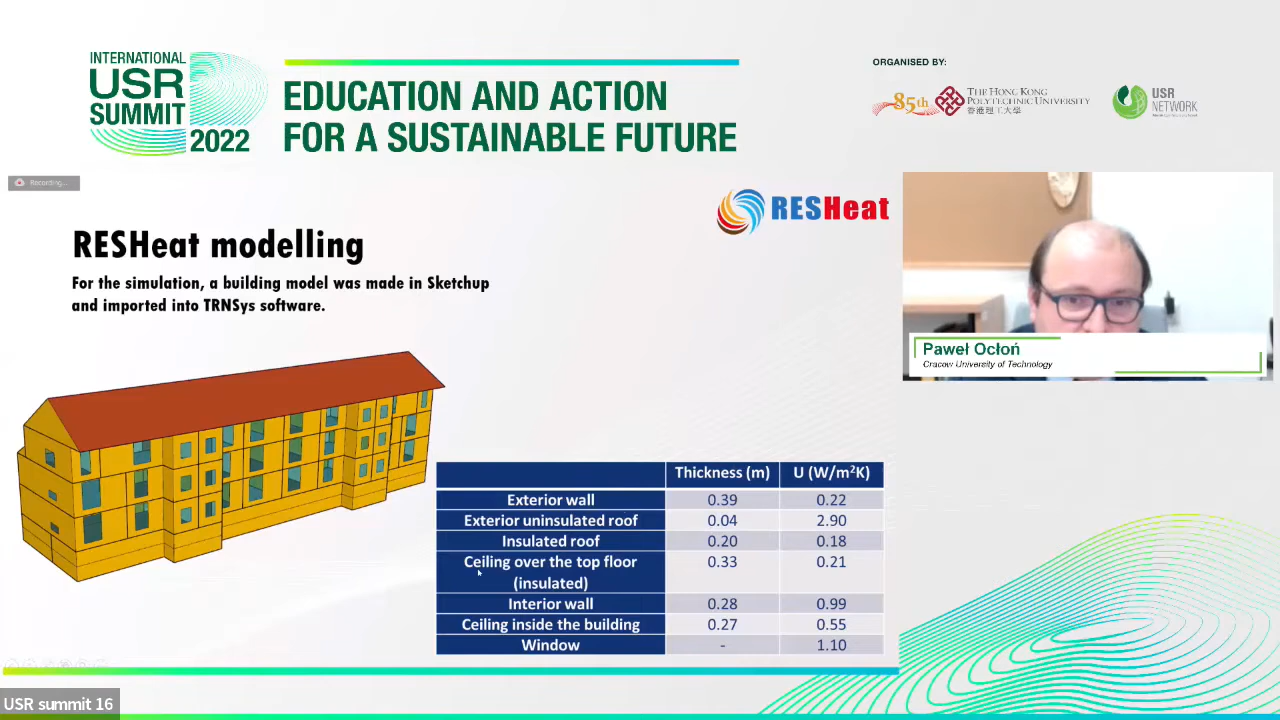 INTERNATIONAL
USR
SUMMIT
2022
EDUCATION AND ACTION
FOR A SUSTAINABLE FUTURE
ORGANISED BY:
85th
THE HONG KONG
POLYTECHNIC UNIVERSITY
香港理工大學
USR
NETWORK
Recording...
RESHeat
RESHeat modelling
For the simulation, a building model was made in Sketchup
and imported into TRNSys software.
Paweł Ocłoń
Cracow University of Technology
Thickness (m) U (W/m²K)
Exterior wall 0.39 0.22
Exterior uninsulated roof 0.04 2.90
Insulated roof 0.20 0.18
Ceiling over the top floor 0.33 0.21
(insulated)
Interior wall 0.28 0.99
Ceiling inside the building 0.27 0.55
Window - 1.10
USR summit 16